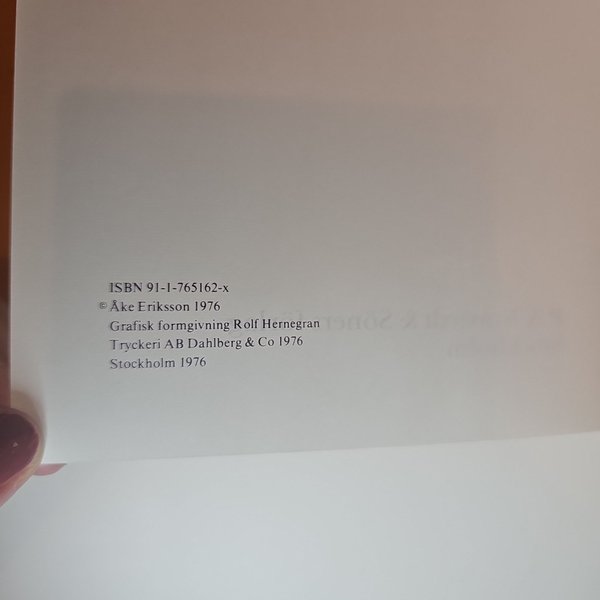 ISBN 91-1-765162-x
© Åke Eriksson 1976
Grafisk formgivning Rolf Hernegran
Tryckeri AB Dahlberg & Co 1976
Stockholm 1976